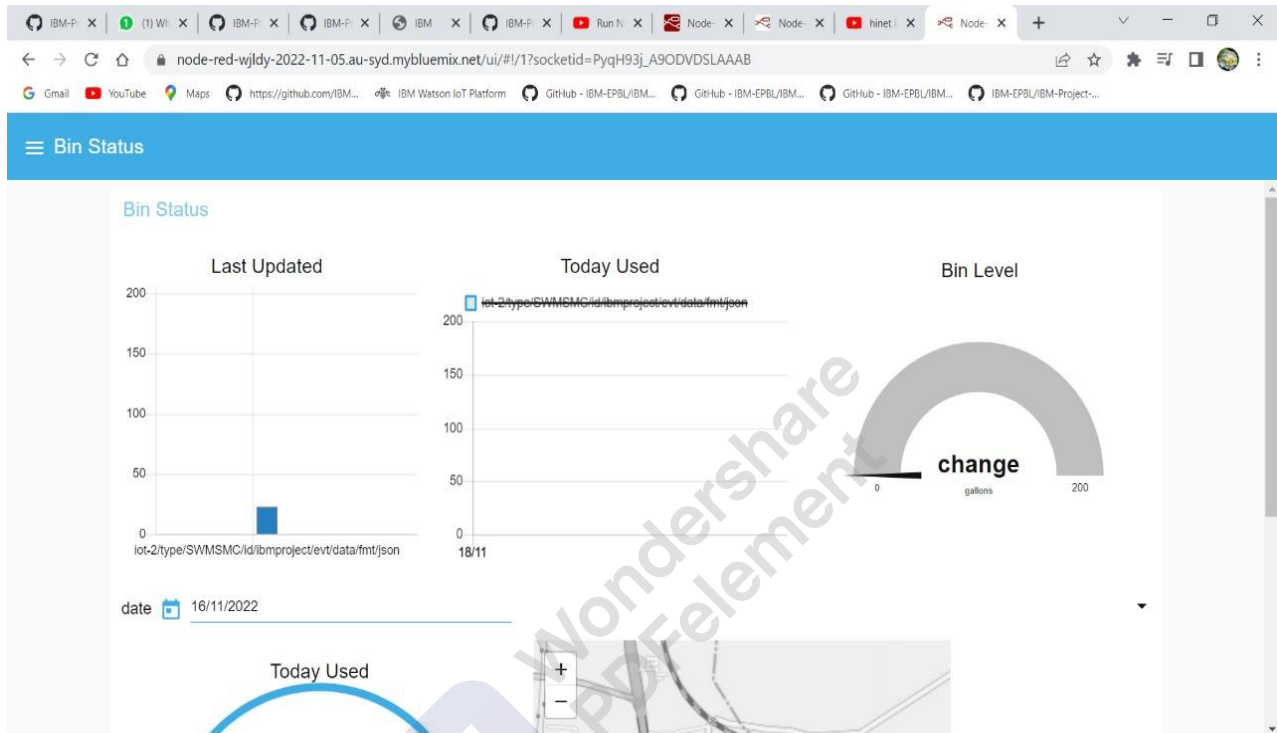 IBM-P
(1) Wh
IBM-P
IBM-P
IBM
IBM-P
Run N
Node-
Node-
hinet
Node-
node-red-wjldy-2022-11-05.au-syd.mybluemix.net/ui/#!/1?socketid=PyqH93j_A9ODVDSLAAAB
Gmail
YouTube
Maps
https://github.com/IBM...
IBM Watson IoT Platform
GitHub - IBM-EPBL/IBM...
GitHub - IBM-EPBL/IBM...
GitHub - IBM-EPBL/IBM...
IBM-EPBL/IBM-Project-...
Bin Status
Bin Status
Last Updated
200
150
100
50
0
iot-2/type/SWMSMC/id/ibmproject/evt/data/fmt/json
Today Used
iot-2/type/SWMSMC/id/ibmproject/evt/data/fmt/json
200
150
100
50
0
18/11
Bin Level
change
0
gallons
200
date
16/11/2022
Today Used
+
−
Wondershare
PDFelement